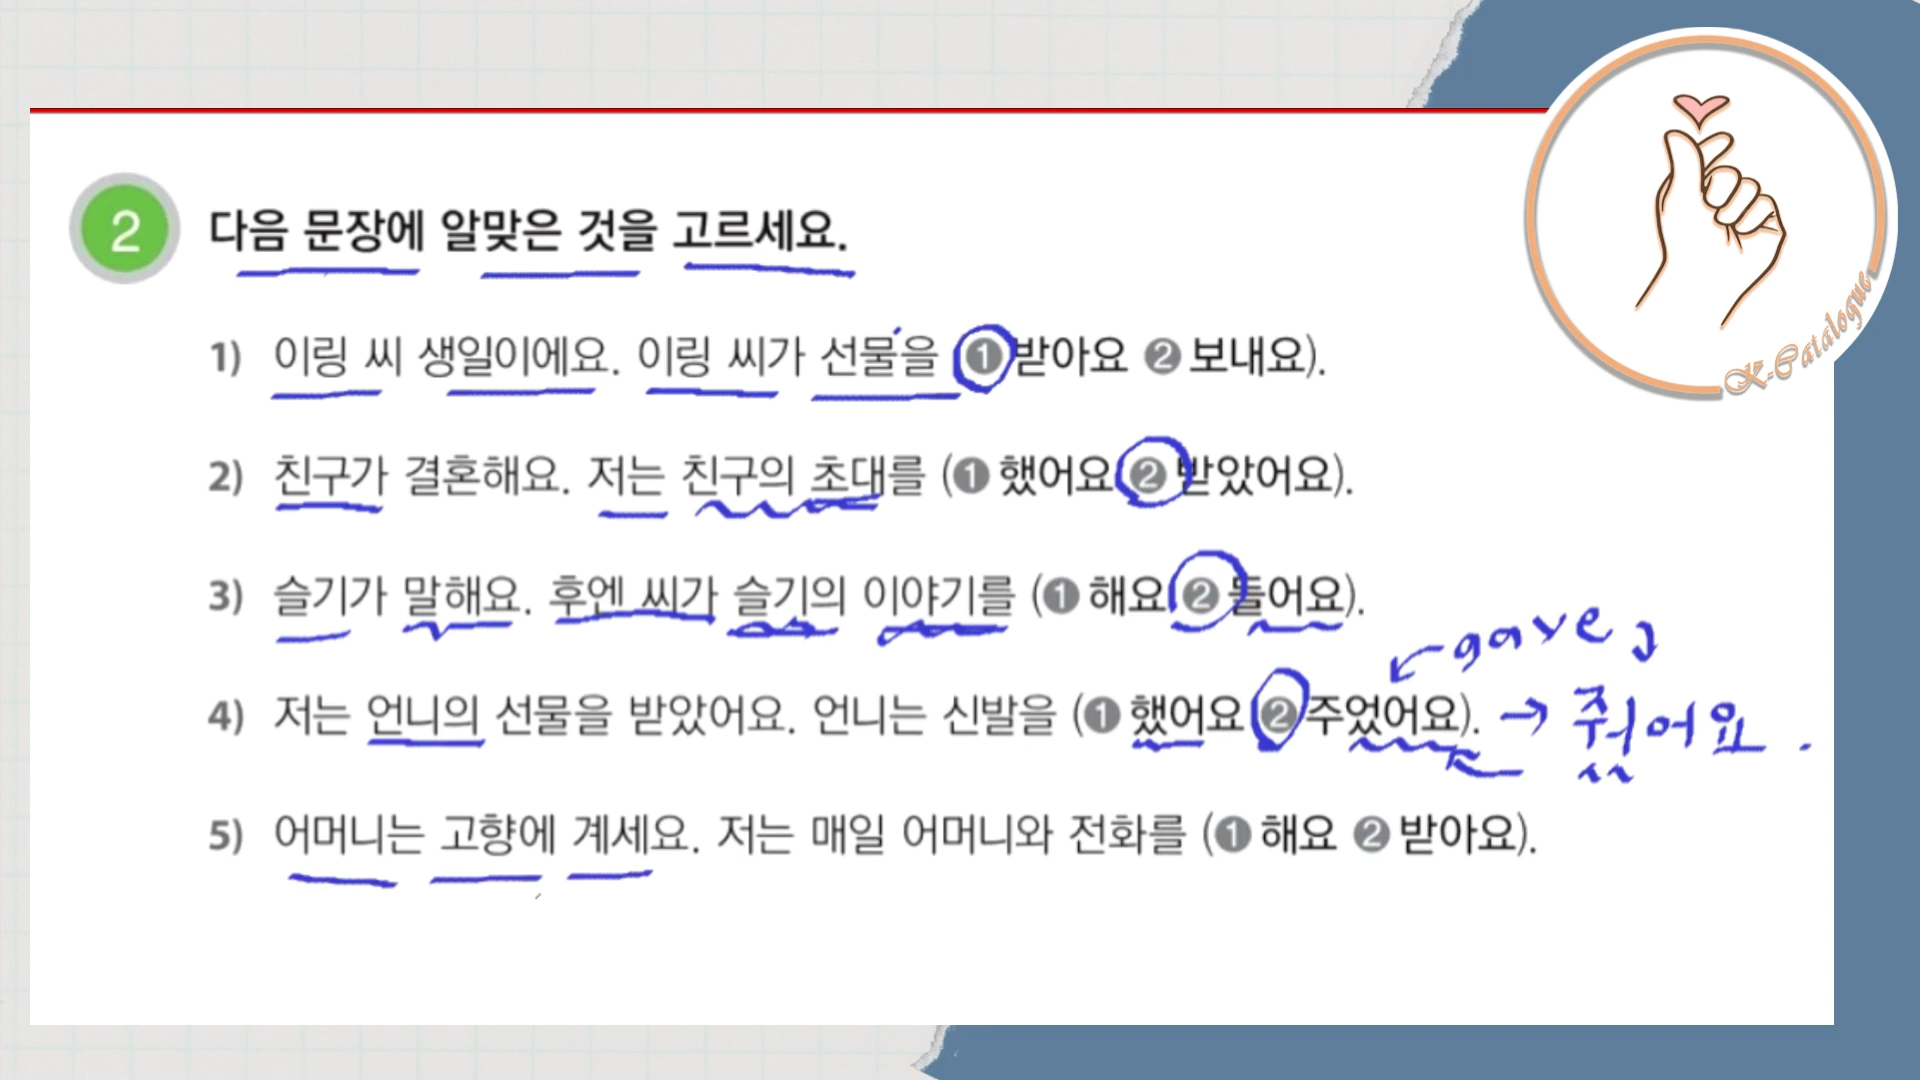 K-Catalogue
2 다음 문장에 알맞은 것을 고르세요.
1) 이링 씨 생일이에요. 이링 씨가 선물을 ❶ 받아요 ❷ 보내요).
2) 친구가 결혼해요. 저는 친구의 초대를 (❶ 했어요 ❷ 받았어요).
3) 슬기가 말해요. 후엔 씨가 슬기의 이야기를 (❶ 해요 ❷ 들어요).
gave
4) 저는 언니의 선물을 받았어요. 언니는 신발을 (❶ 했어요 ❷ 주었어요). → 줬어요.
5) 어머니는 고향에 계세요. 저는 매일 어머니와 전화를 (❶ 해요 ❷ 받아요).